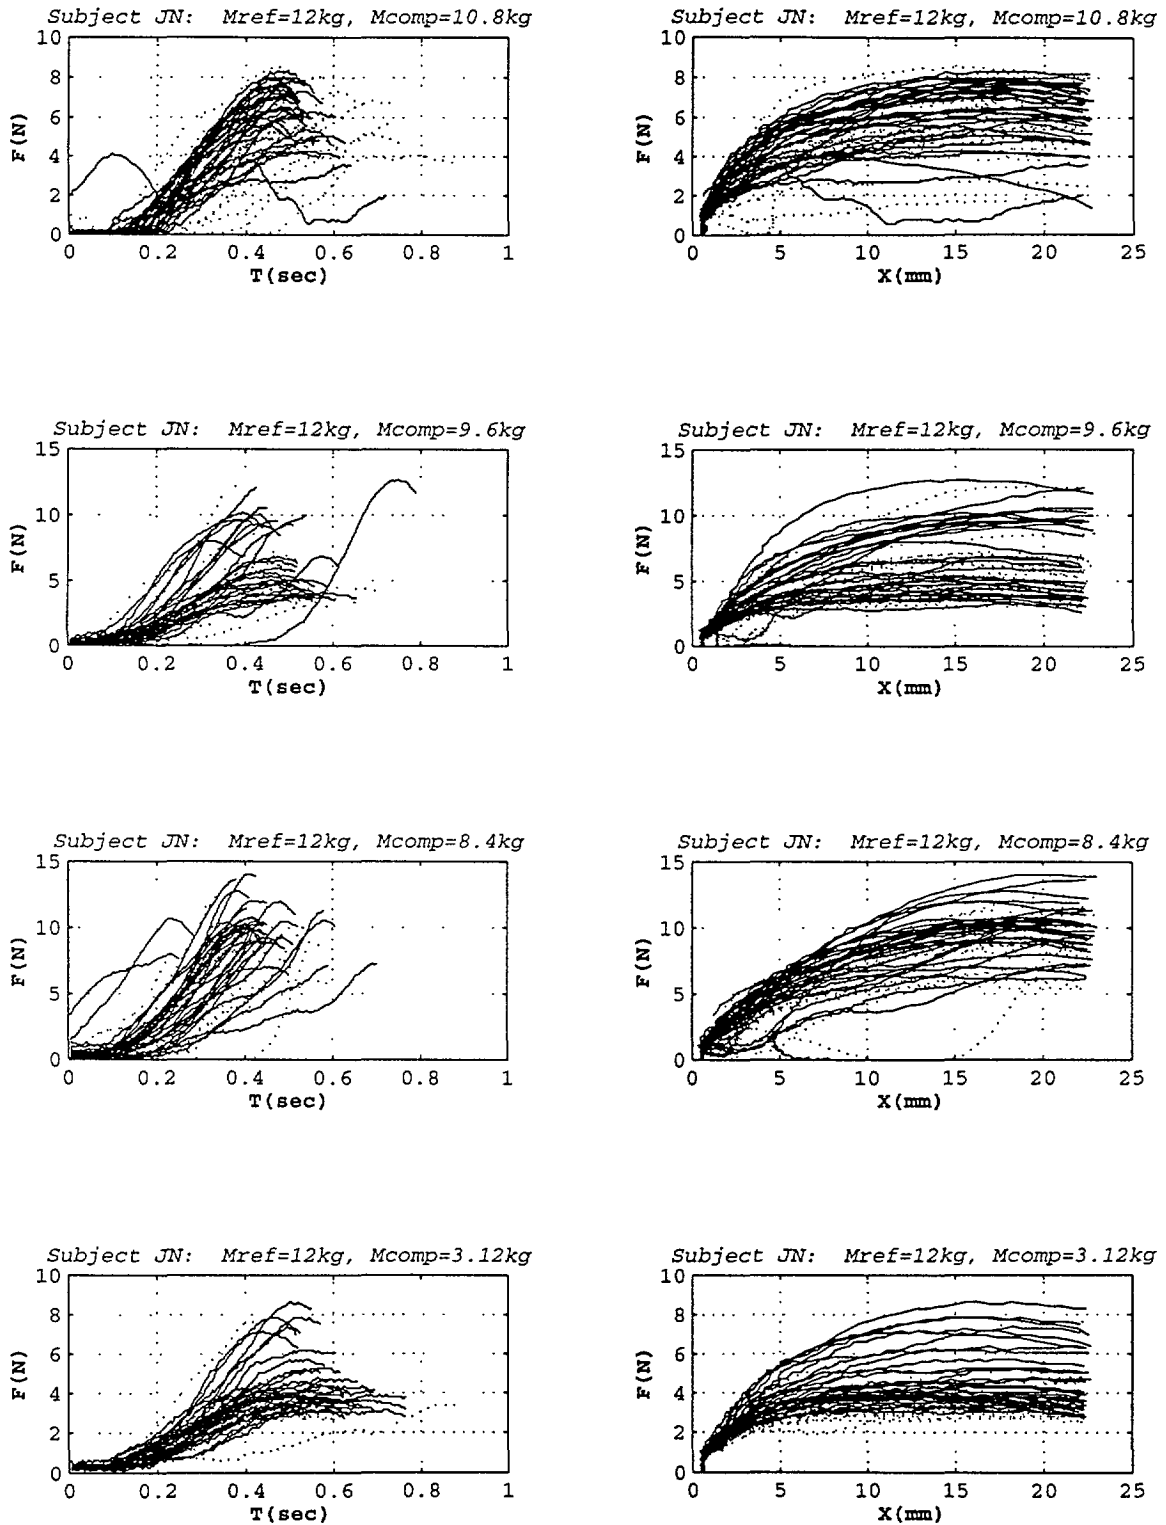 Subject JN: Mref=12kg, Mcomp=10.8kg
10
8
6
4
2
0
F(N)
0 0.2 0.4 0.6 0.8 1
T(sec)
Subject JN: Mref=12kg, Mcomp=10.8kg
10
8
6
4
2
0
F(N)
0 5 10 15 20 25
X(mm)
Subject JN: Mref=12kg, Mcomp=9.6kg
15
10
5
0
F(N)
0 0.2 0.4 0.6 0.8 1
T(sec)
Subject JN: Mref=12kg, Mcomp=9.6kg
15
10
5
0
F(N)
0 5 10 15 20 25
X(mm)
Subject JN: Mref=12kg, Mcomp=8.4kg
15
10
5
0
F(N)
0 0.2 0.4 0.6 0.8 1
T(sec)
Subject JN: Mref=12kg, Mcomp=8.4kg
15
10
5
0
F(N)
0 5 10 15 20 25
X(mm)
Subject JN: Mref=12kg, Mcomp=3.12kg
10
8
6
4
2
0
F(N)
0 0.2 0.4 0.6 0.8 1
T(sec)
Subject JN: Mref=12kg, Mcomp=3.12kg
10
8
6
4
2
0
F(N)
0 5 10 15 20 25
X(mm)